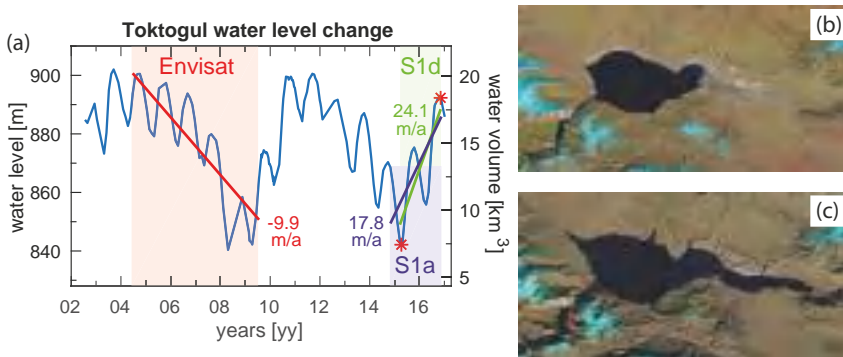 Toktogul water level change
(a)
Envisat
S1d
24.1
m/a
-9.9
m/a
17.8
m/a
S1a
900
880
860
840
water level [m]
20
15
10
5
water volume [km³]
02 04 06 08 10 12 14 16
years [yy]
(b)
(c)